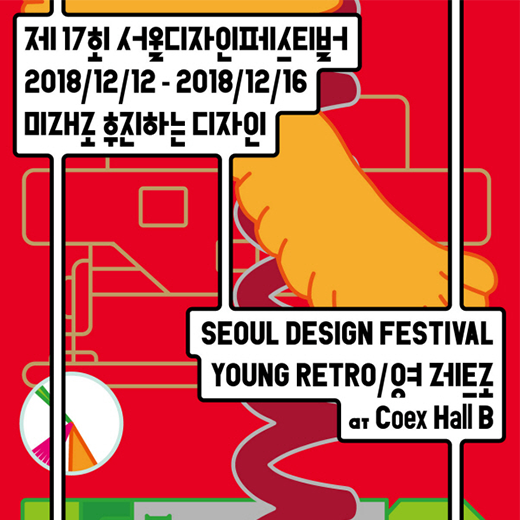 제 17회 서울디자인페스티벌
2018/12/12 - 2018/12/16
미래로 후진하는 디자인
SEOUL DESIGN FESTIVAL
YOUNG RETRO/영 레트로
AT Coex Hall B